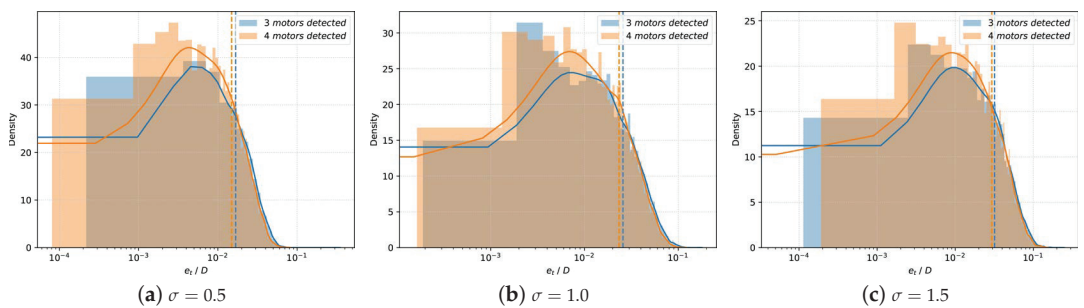 3 motors detected
4 motors detected
Density
40
30
20
10
0
10⁻⁴
10⁻³
10⁻²
10⁻¹
e_t / D
(a) σ = 0.5
3 motors detected
4 motors detected
Density
30
25
20
15
10
5
0
10⁻³
10⁻²
10⁻¹
e_t / D
(b) σ = 1.0
3 motors detected
4 motors detected
Density
25
20
15
10
5
0
10⁻⁴
10⁻³
10⁻²
10⁻¹
e_t / D
(c) σ = 1.5